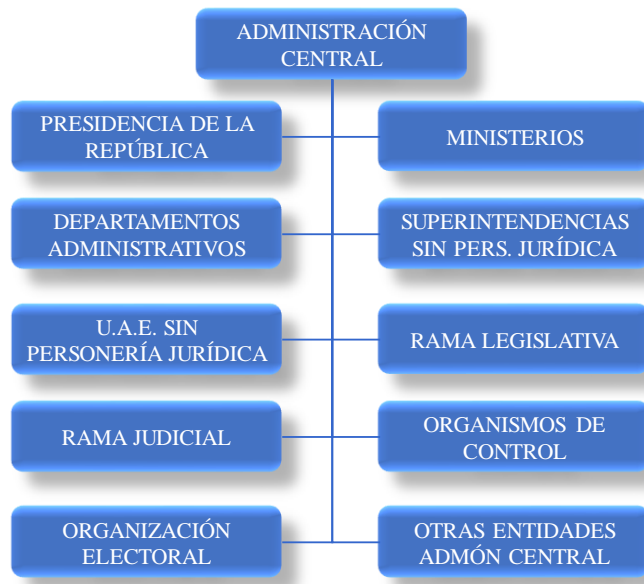 ADMINISTRACIÓN
CENTRAL
PRESIDENCIA DE LA
REPÚBLICA
MINISTERIOS
DEPARTAMENTOS
ADMINISTRATIVOS
SUPERINTENDENCIAS
SIN PERS. JURÍDICA
U.A.E. SIN
PERSONERÍA JURÍDICA
RAMA LEGISLATIVA
RAMA JUDICIAL
ORGANISMOS DE
CONTROL
ORGANIZACIÓN
ELECTORAL
OTRAS ENTIDADES
ADMÓN CENTRAL